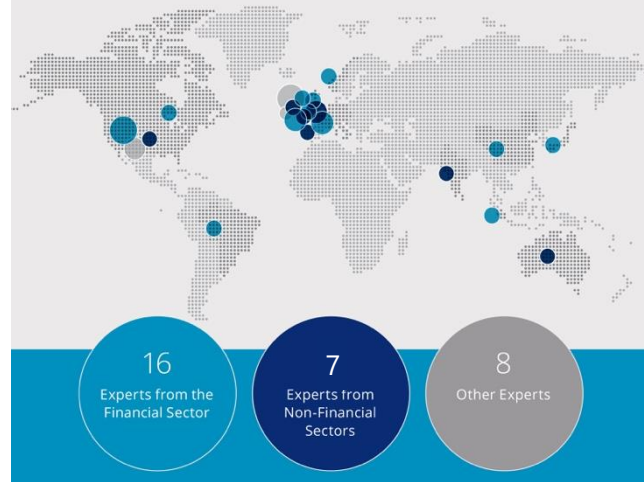 16
Experts from the
Financial Sector
7
Experts from
Non-Financial
Sectors
8
Other Experts